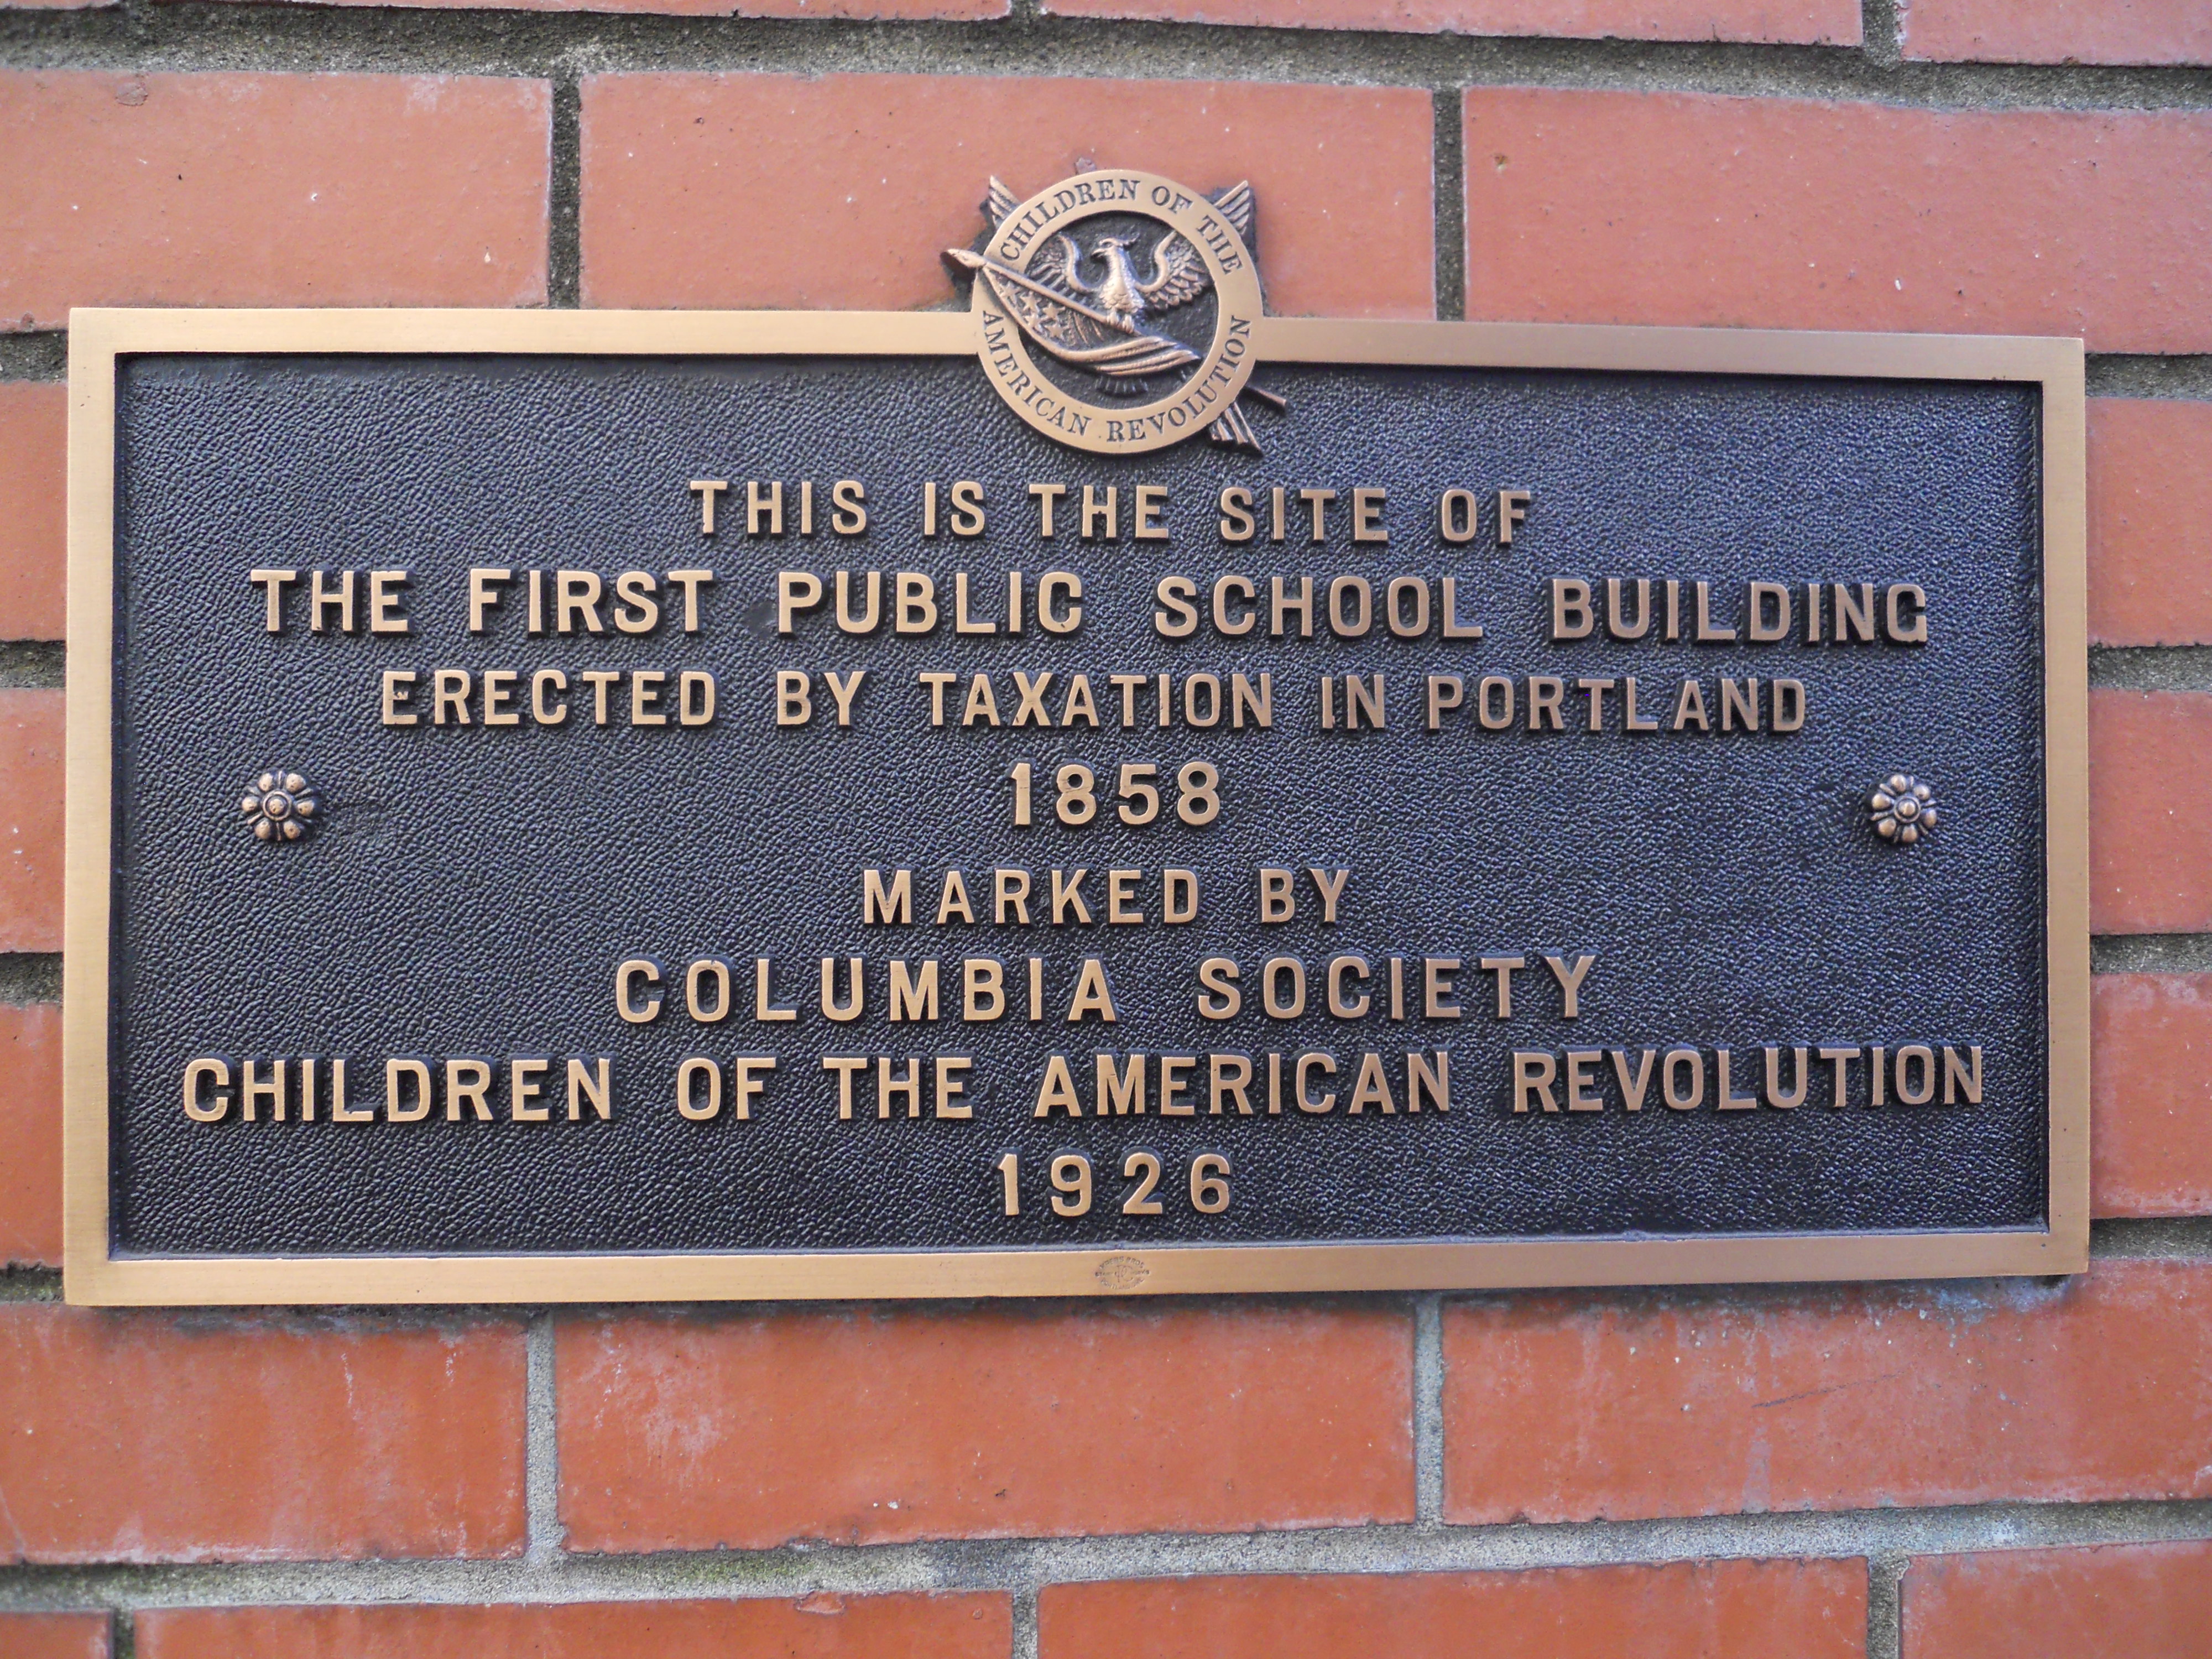 CHILDREN OF THE
AMERICAN REVOLUTION
THIS IS THE SITE OF
THE FIRST PUBLIC SCHOOL BUILDING
ERECTED BY TAXATION IN PORTLAND
1858
MARKED BY
COLUMBIA SOCIETY
CHILDREN OF THE AMERICAN REVOLUTION
1926